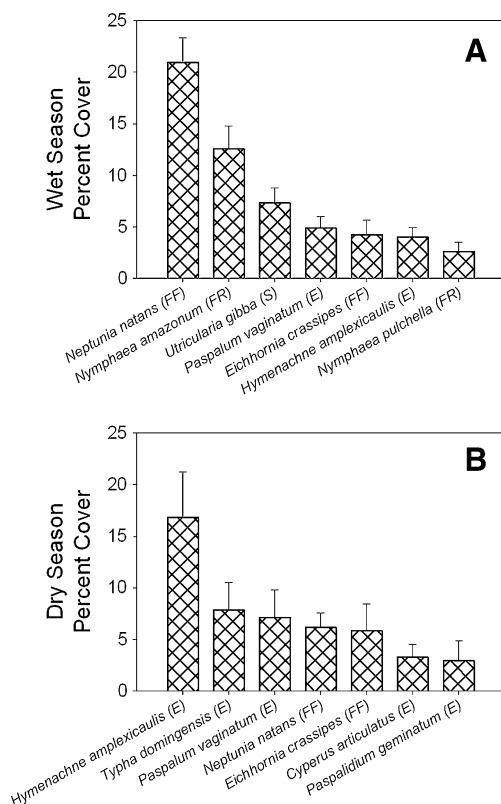 A
Wet Season
Percent Cover
25
20
15
10
5
0
Neptunia natans (FF)
Nymphaea amazonum (FR)
Utricularia gibba (S)
Paspalum vaginatum (E)
Eichhornia crassipes (FF)
Hymenachne amplexicaulis (E)
Nymphaea pulchella (FR)
B
Dry Season
Percent Cover
25
20
15
10
5
0
Hymenachne amplexicaulis (E)
Typha domingensis (E)
Paspalum vaginatum (E)
Neptunia natans (FF)
Eichhornia crassipes (FF)
Cyperus articulatus (E)
Paspalidium geminatum (E)